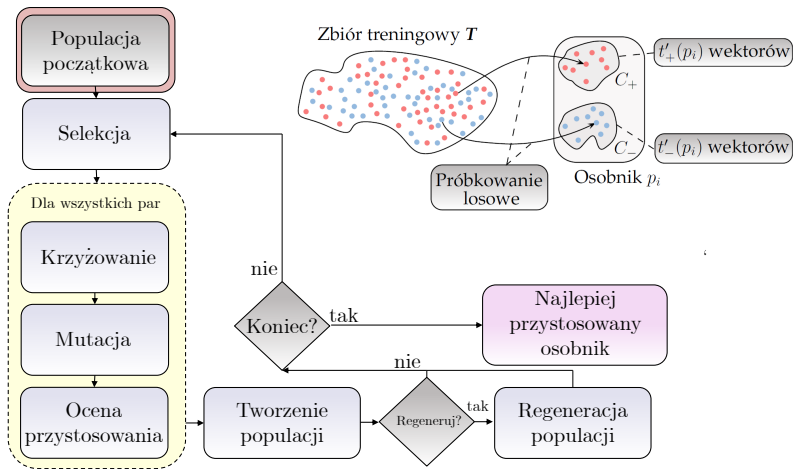 Populacja
początkowa
Zbiór treningowy T
t′₊(pᵢ) wektorów
C₊
Selekcja
t′₋(pᵢ) wektorów
C₋
Próbkowanie
losowe
Osobnik pᵢ
Dla wszystkich par
Krzyżowanie
nie
Koniec?
tak
Najlepiej
przystosowany
osobnik
Mutacja
nie
Ocena
przystosowania
Tworzenie
populacji
Regeneruj?
tak
Regeneracja
populacji